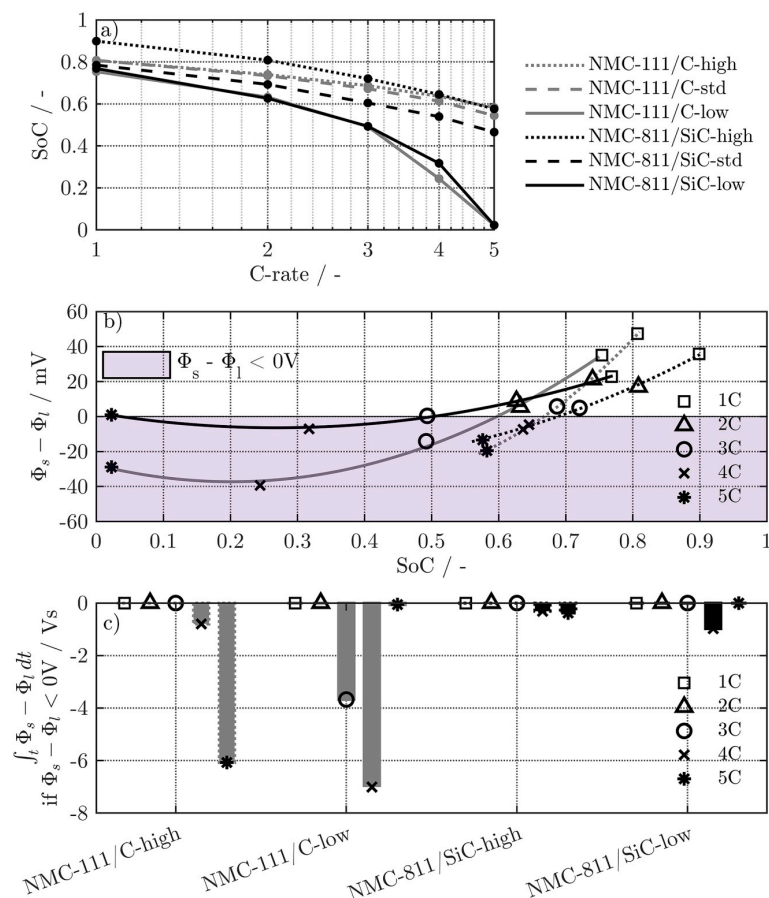 a)
1
0.8
0.6
0.4
0.2
0
SoC / -
1
2
3
4
5
C-rate / -
NMC-111/C-high
NMC-111/C-std
NMC-111/C-low
NMC-811/SiC-high
NMC-811/SiC-std
NMC-811/SiC-low
b)
60
40
20
0
-20
-40
-60
Φs − Φl / mV
Φs - Φl < 0V
1C
2C
3C
4C
5C
0
0.1
0.2
0.3
0.4
0.5
0.6
0.7
0.8
0.9
1
SoC / -
c)
0
-2
-4
-6
-8
∫t Φs − Φl dt
if Φs − Φl < 0V / Vs
1C
2C
3C
4C
5C
NMC-111/C-high
NMC-111/C-low
NMC-811/SiC-high
NMC-811/SiC-low